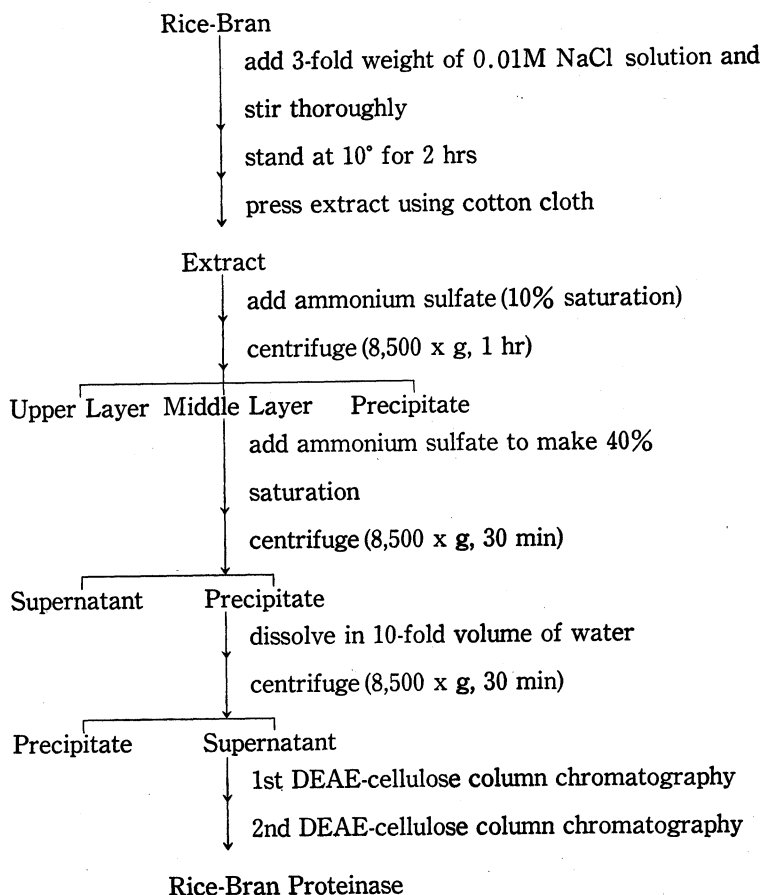 Rice-Bran
add 3-fold weight of 0.01M NaCl solution and
stir thoroughly
stand at 10° for 2 hrs
press extract using cotton cloth
Extract
add ammonium sulfate (10% saturation)
centrifuge (8,500 x g, 1 hr)
Upper Layer Middle Layer Precipitate
add ammonium sulfate to make 40%
saturation
centrifuge (8,500 x g, 30 min)
Supernatant Precipitate
dissolve in 10-fold volume of water
centrifuge (8,500 x g, 30 min)
Precipitate Supernatant
1st DEAE-cellulose column chromatography
2nd DEAE-cellulose column chromatography
Rice-Bran Proteinase